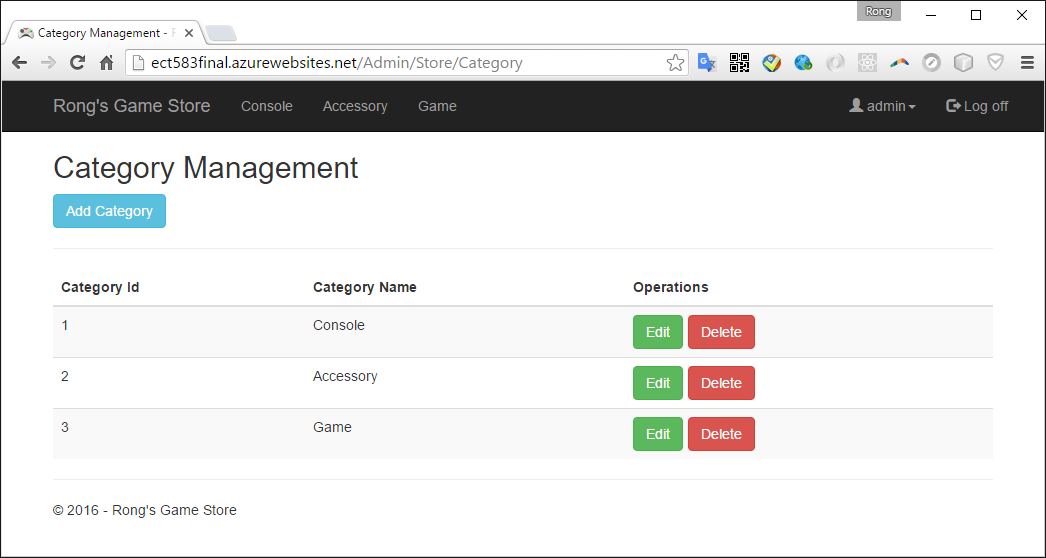 Rong
Category Management - F
ect583final.azurewebsites.net/Admin/Store/Category
Rong's Game Store Console Accessory Game admin Log off
Category Management
Add Category
Category Id Category Name Operations
1 Console Edit Delete
2 Accessory Edit Delete
3 Game Edit Delete
© 2016 - Rong's Game Store